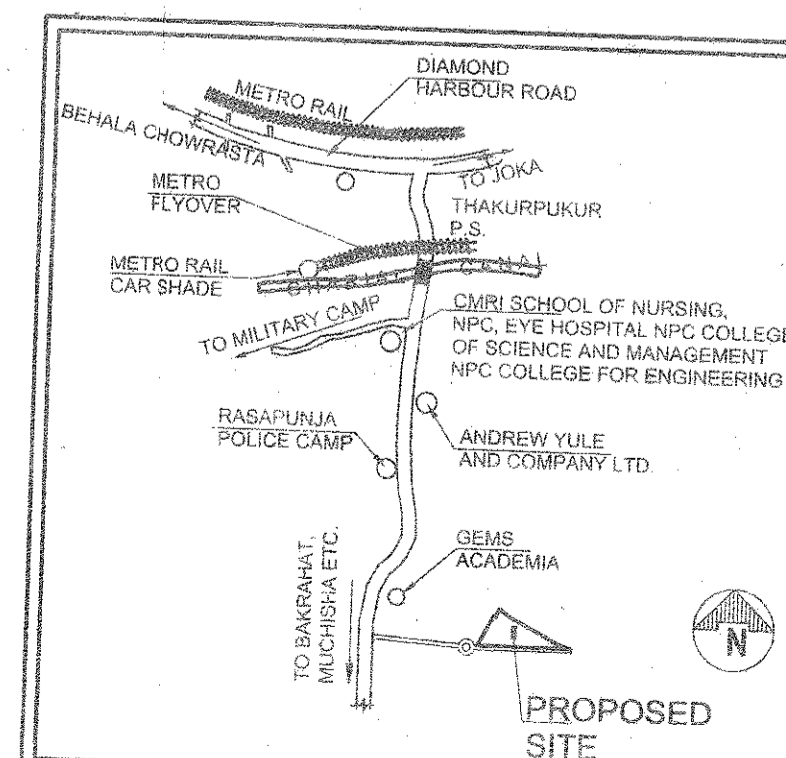 DIAMOND
HARBOUR ROAD
METRO RAIL
BEHALA CHOWRASTA
TO JOKA
METRO
FLYOVER
THAKURPUKUR
P.S.
METRO RAIL
CAR SHADE
CANAL
TO MILITARY CAMP
CMRI SCHOOL OF NURSING,
NPC, EYE HOSPITAL NPC COLLEGE
OF SCIENCE AND MANAGEMENT
NPC COLLEGE FOR ENGINEERING
RASAPUNJA
POLICE CAMP
ANDREW YULE
AND COMPANY LTD.
GEMS
ACADEMIA
TO BAKRAHAT,
MUCHISHA ETC.
N
PROPOSED
SITE